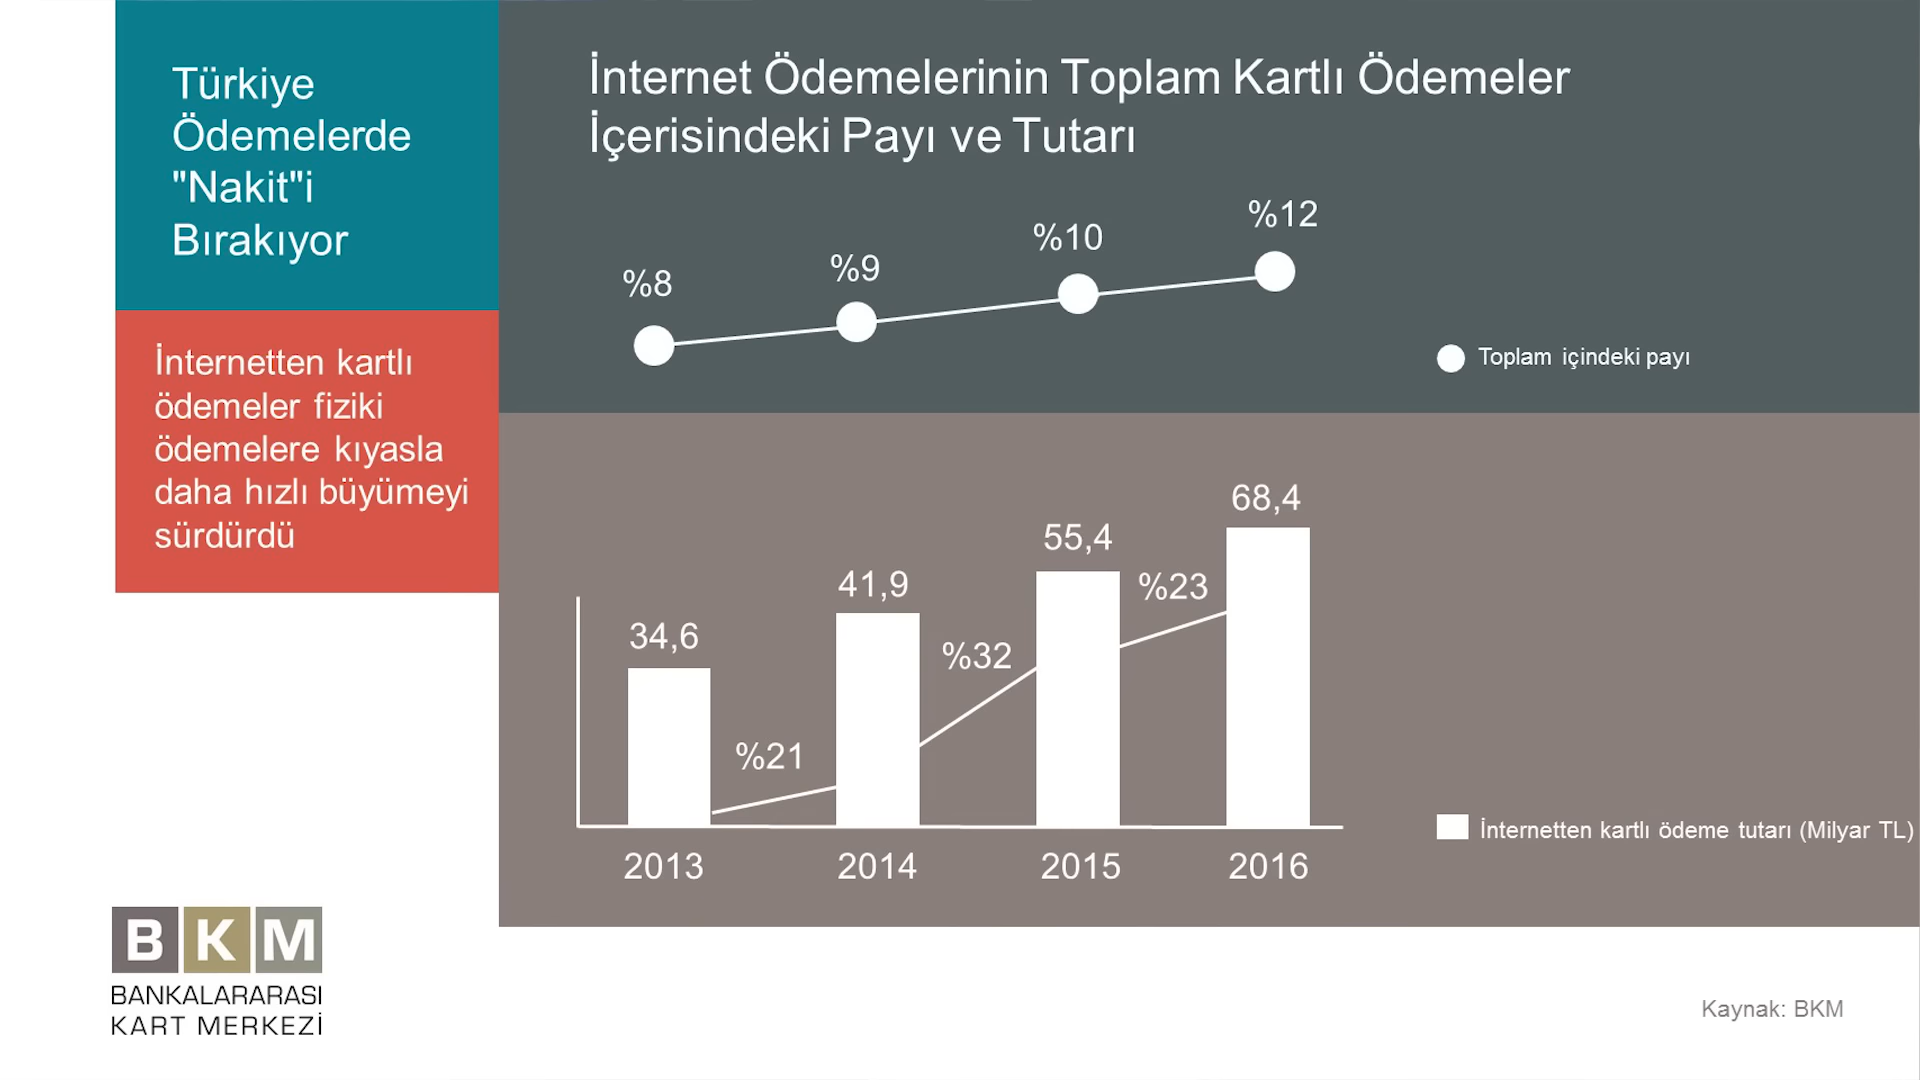 Türkiye
Ödemelerde
"Nakit"i
Bırakıyor
İnternetten kartlı
ödemeler fiziki
ödemelere kıyasla
daha hızlı büyümeyi
sürdürdü
İnternet Ödemelerinin Toplam Kartlı Ödemeler
İçerisindeki Payı ve Tutarı
%8
%9
%10
%12
Toplam içindeki payı
34,6
41,9
55,4
68,4
%21
%32
%23
2013
2014
2015
2016
İnternetten kartlı ödeme tutarı (Milyar TL)
BKM
BANKALARARASI
KART MERKEZİ
Kaynak: BKM